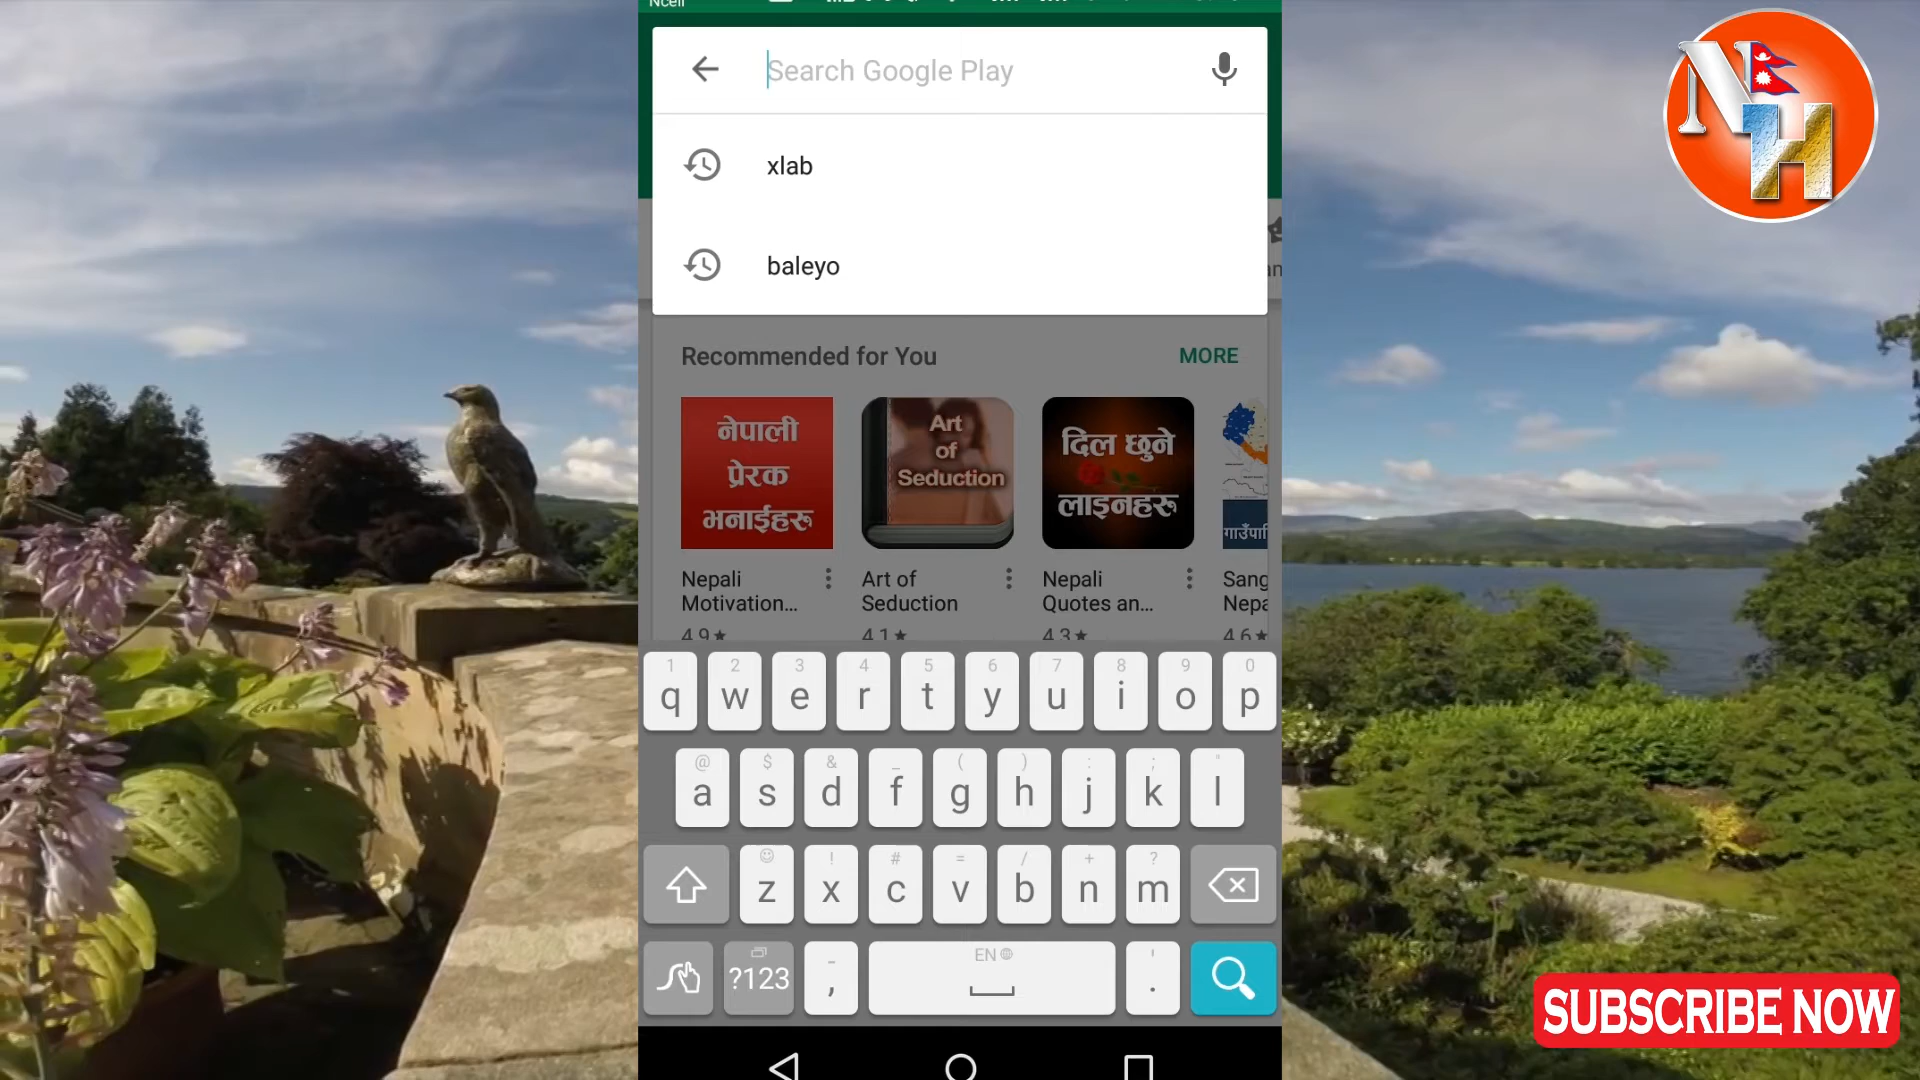 Ncell
Search Google Play
xlab
baleyo
Recommended for You
MORE
नेपाली
प्रेरक
भनाईहरू
Art
of
Seduction
दिल छुने
लाइनहरू
Nepali
Motivation...
Art of
Seduction
Nepali
Quotes an...
Sang
Nepa
4.9★
4.1★
4.3★
4.6★
1 2 3 4 5 6 7 8 9 0
q w e r t y u i o p
@ $ & _ ( ) : ; "
a s d f g h j k l
! # = / + ?
z x c v b n m
EN
?123 , .
NH
SUBSCRIBE NOW